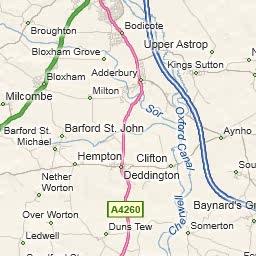 Broughton
Bodicote
Bloxham Grove
Upper Astrop
Adderbury
Kings Sutton
Bloxham
Milcombe
Milton
Sor
Oxford Canal
Barford St.
Michael
Barford St. John
Aynho
Hempton
Clifton
Deddington
Nether
Worton
Baynard's G
A4260
Cherwell
Over Worton
Duns Tew
Somerton
Ledwell